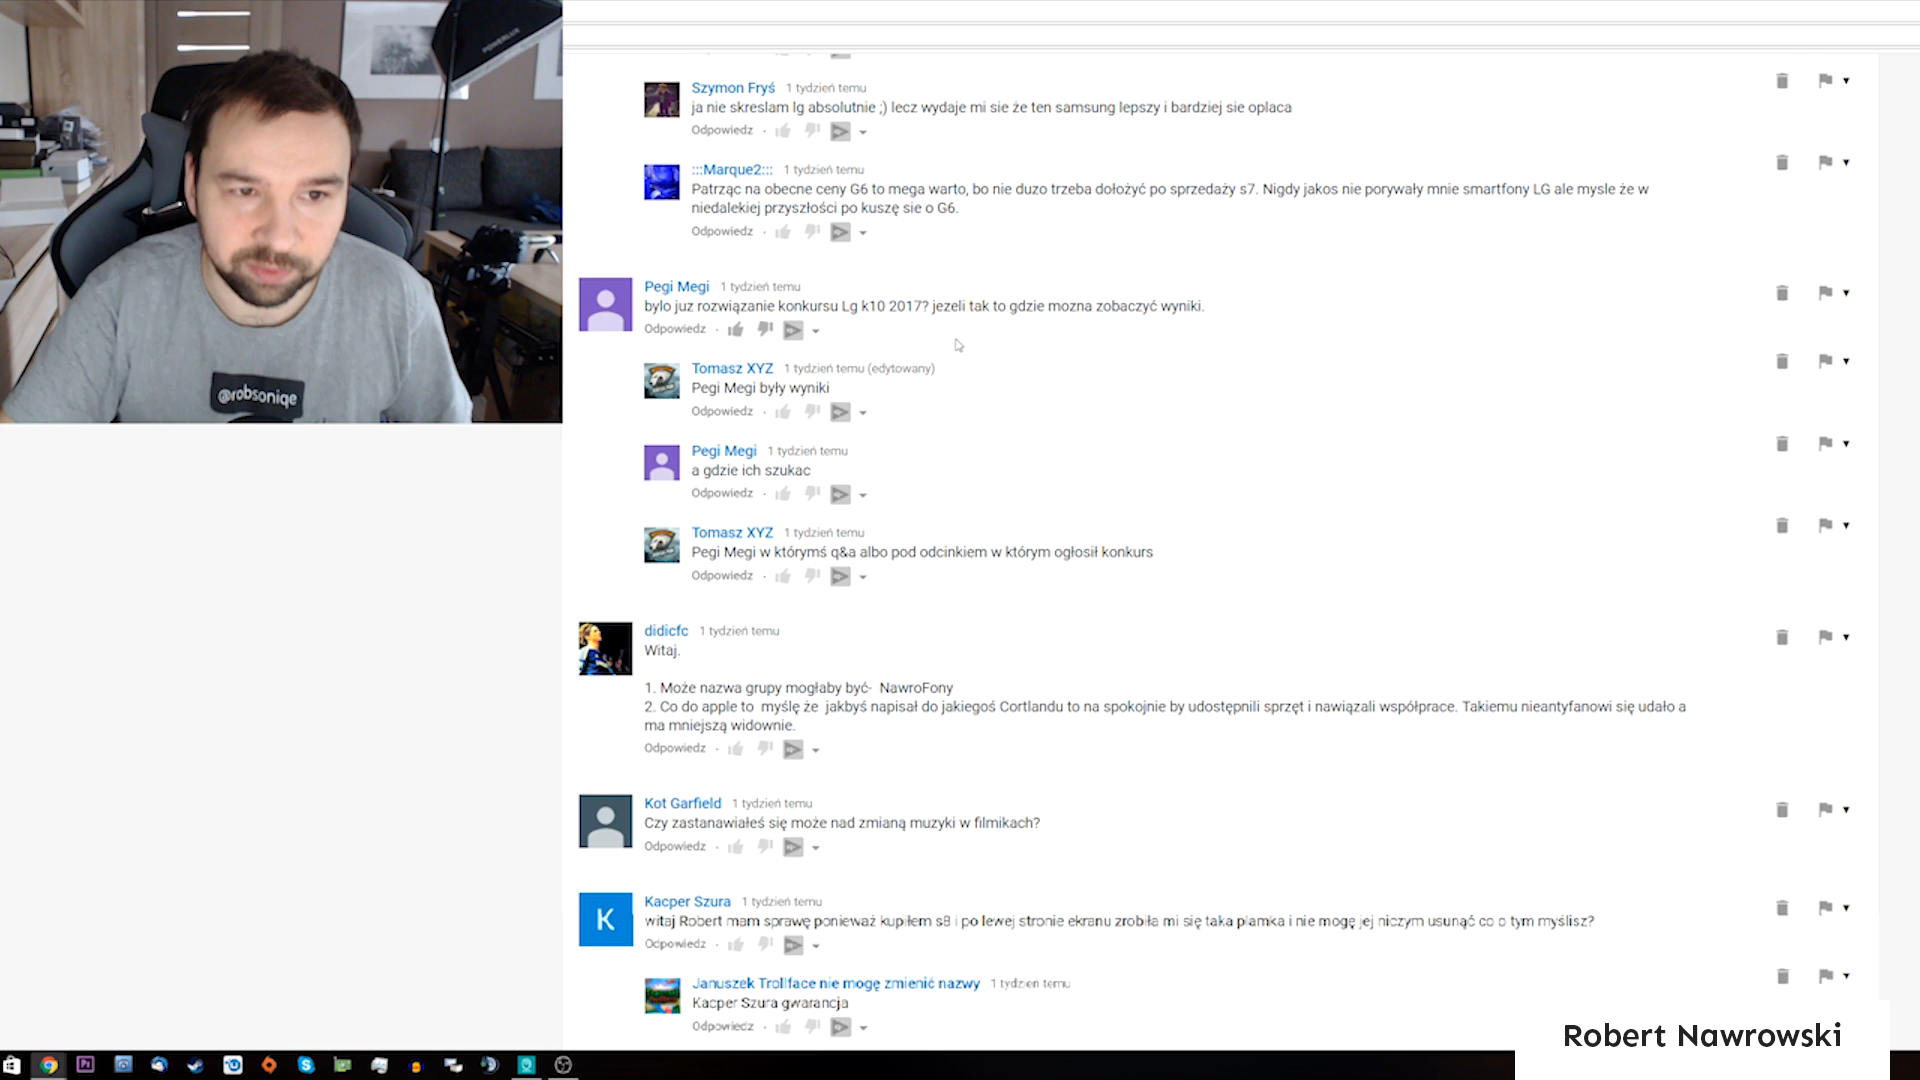 POWERLUX
@robsoniqe
Szymon Fryś 1 tydzień temu
ja nie skreslam lg absolutnie ;) lecz wydaje mi sie że ten samsung lepszy i bardziej sie oplaca
Odpowiedz
:::Marque2::: 1 tydzień temu
Patrząc na obecne ceny G6 to mega warto, bo nie duzo trzeba dołożyć po sprzedaży s7. Nigdy jakos nie porywały mnie smartfony LG ale mysle że w
niedalekiej przyszłości po kuszę sie o G6.
Odpowiedz
Pegi Megi 1 tydzień temu
bylo juz rozwiązanie konkursu Lg k10 2017? jezeli tak to gdzie mozna zobaczyć wyniki.
Odpowiedz
Tomasz XYZ 1 tydzień temu (edytowany)
Pegi Megi były wyniki
Odpowiedz
Pegi Megi 1 tydzień temu
a gdzie ich szukac
Odpowiedz
Tomasz XYZ 1 tydzień temu
Pegi Megi w którymś q&a albo pod odcinkiem w którym ogłosił konkurs
Odpowiedz
didicfc 1 tydzień temu
Witaj.
1. Może nazwa grupy mogłaby być- NawroFony
2. Co do apple to myślę że jakbyś napisał do jakiegoś Cortlandu to na spokojnie by udostępnili sprzęt i nawiązali współprace. Takiemu nieantyfanowi się udało a
ma mniejszą widownie.
Odpowiedz
Kot Garfield 1 tydzień temu
Czy zastanawiałeś się może nad zmianą muzyki w filmikach?
Odpowiedz
K
Kacper Szura 1 tydzień temu
witaj Robert mam sprawę ponieważ kupiłem s8 i po lewej stronie ekranu zrobiła mi się taka plamka i nie mogę jej niczym usunąć co o tym myślisz?
Odpowiedz
Januszek Trollface nie mogę zmienić nazwy 1 tydzień temu
Kacper Szura gwarancja
Odpowiedz
Robert Nawrowski